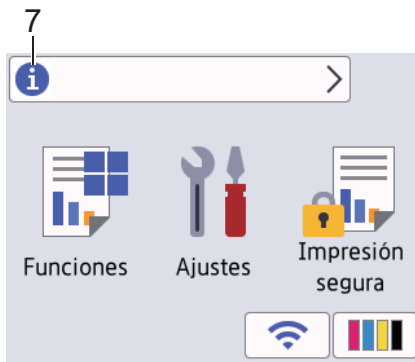 7
i
Funciones
Ajustes
Impresión
segura